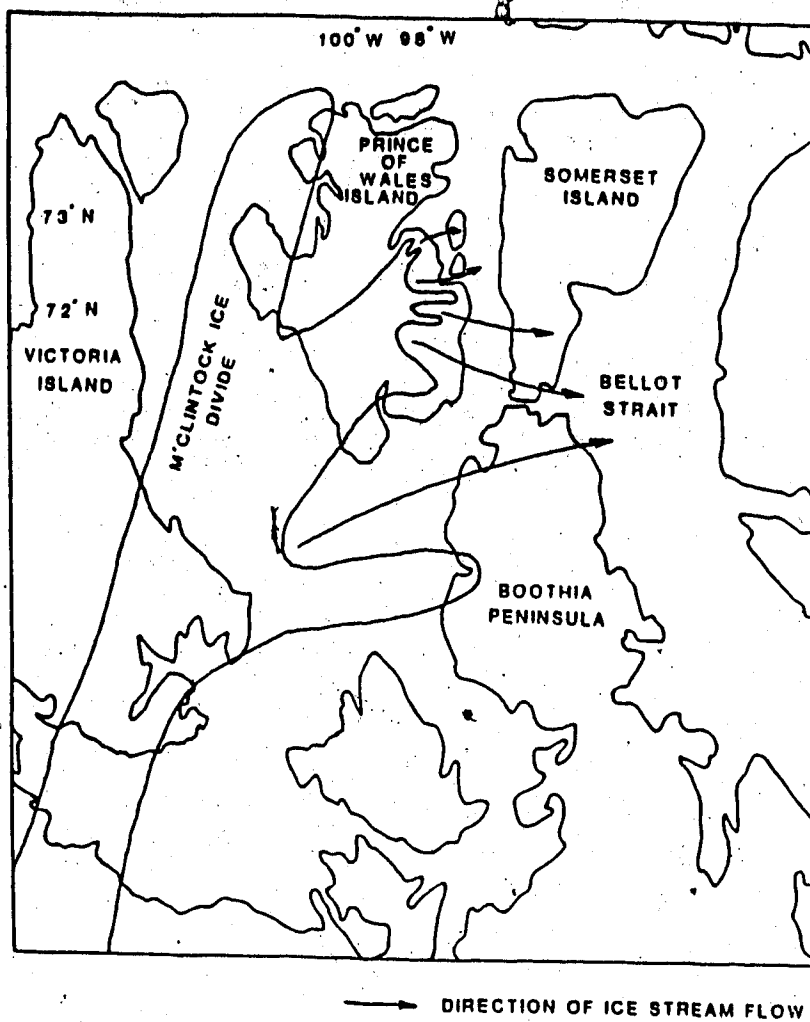 100°W 98°W
PRINCE
OF
WALES
ISLAND
SOMERSET
ISLAND
73°N
72°N
VICTORIA
ISLAND
M'CLINTOCK ICE
DIVIDE
BELLOT
STRAIT
BOOTHIA
PENINSULA
DIRECTION OF ICE STREAM FLOW